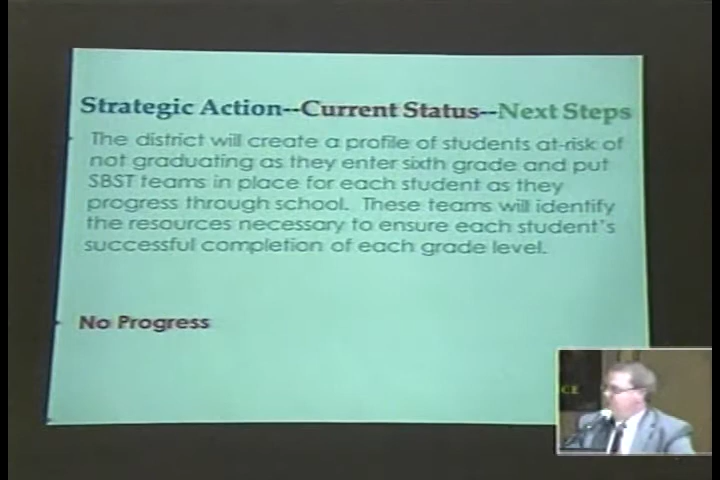 Strategic Action--Current Status--Next Steps
The district will create a profile of students at-risk of
not graduating as they enter sixth grade and put
SBST teams in place for each student as they
progress through school. These teams will identify
the resources necessary to ensure each student's
successful completion of each grade level.
No Progress
CE